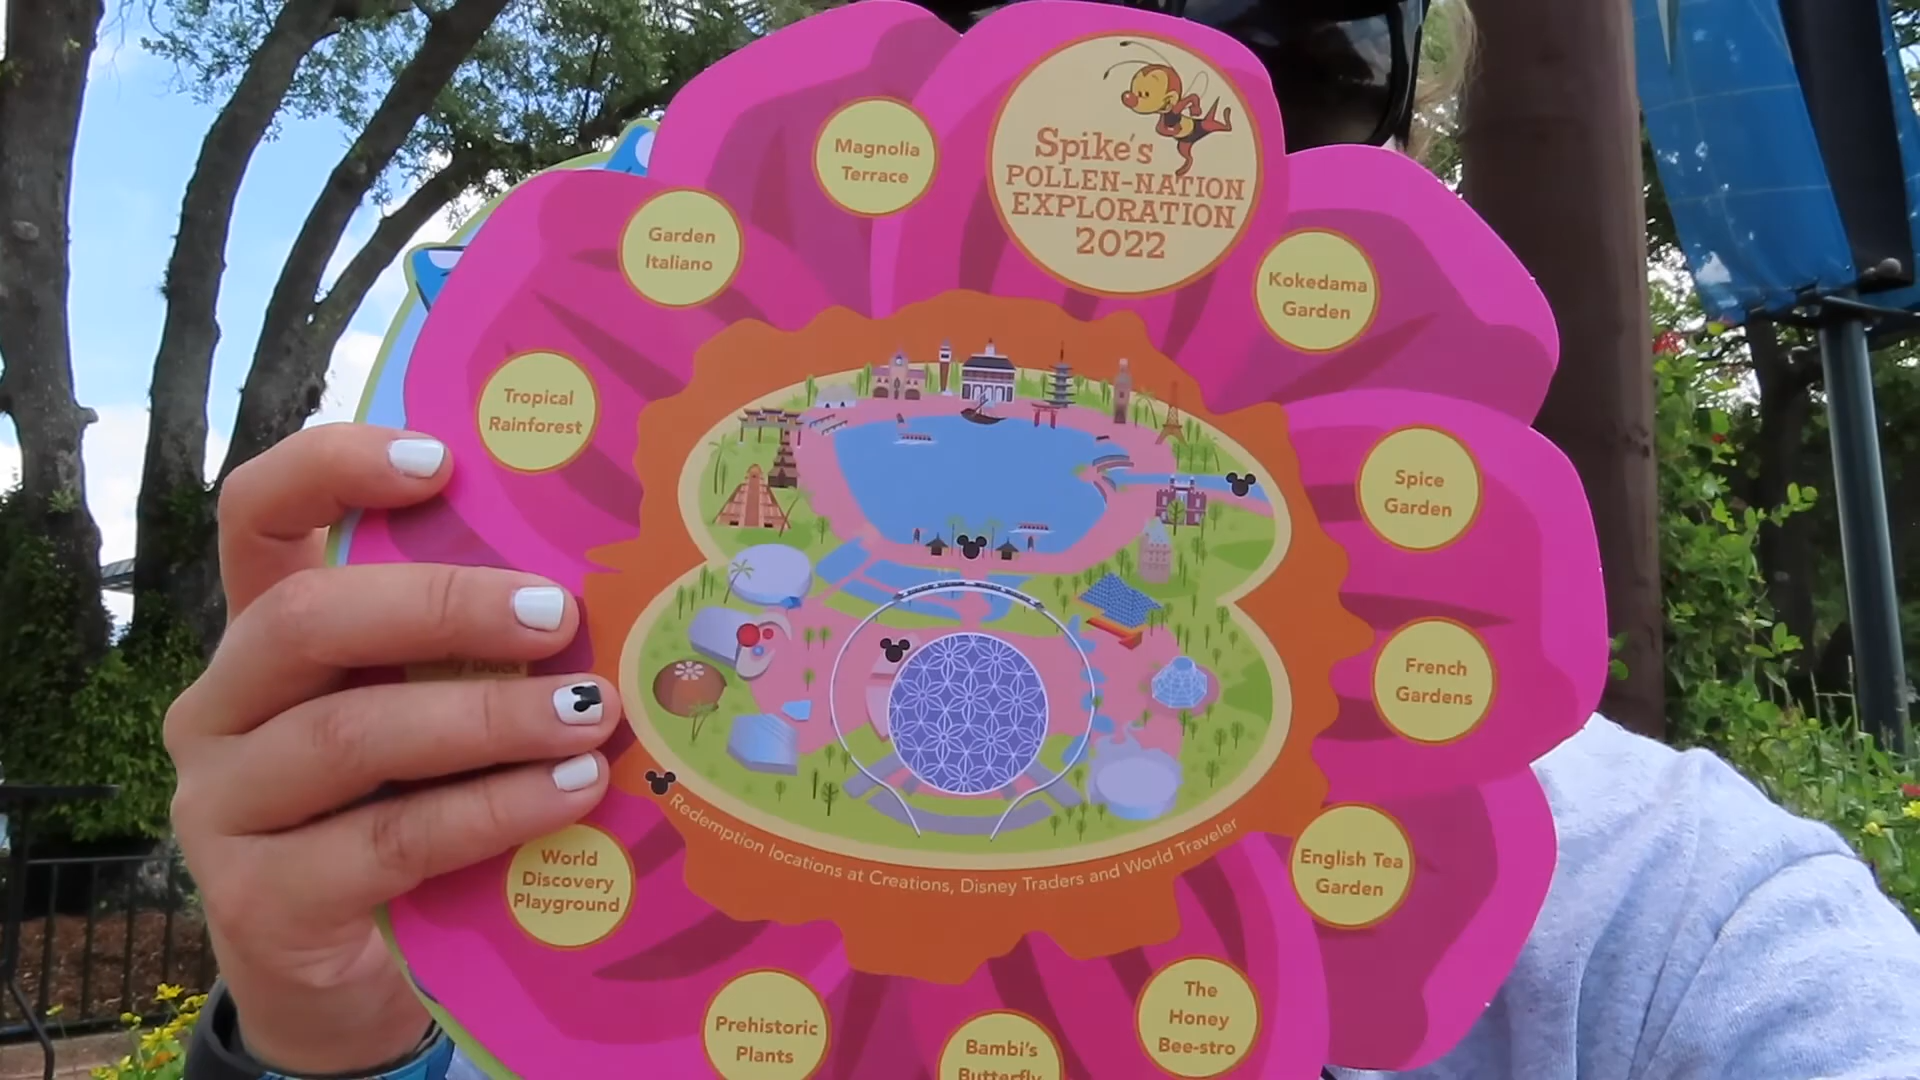 Spike's
POLLEN-NATION
EXPLORATION
2022
Magnolia
Terrace
Garden
Italiano
Tropical
Rainforest
Kokedama
Garden
Spice
Garden
French
Gardens
English Tea
Garden
The
Honey
Bee-stro
Bambi's
Butterfly
Prehistoric
Plants
World
Discovery
Playground
Duck
Redemption locations at Creations, Disney Traders and World Traveler